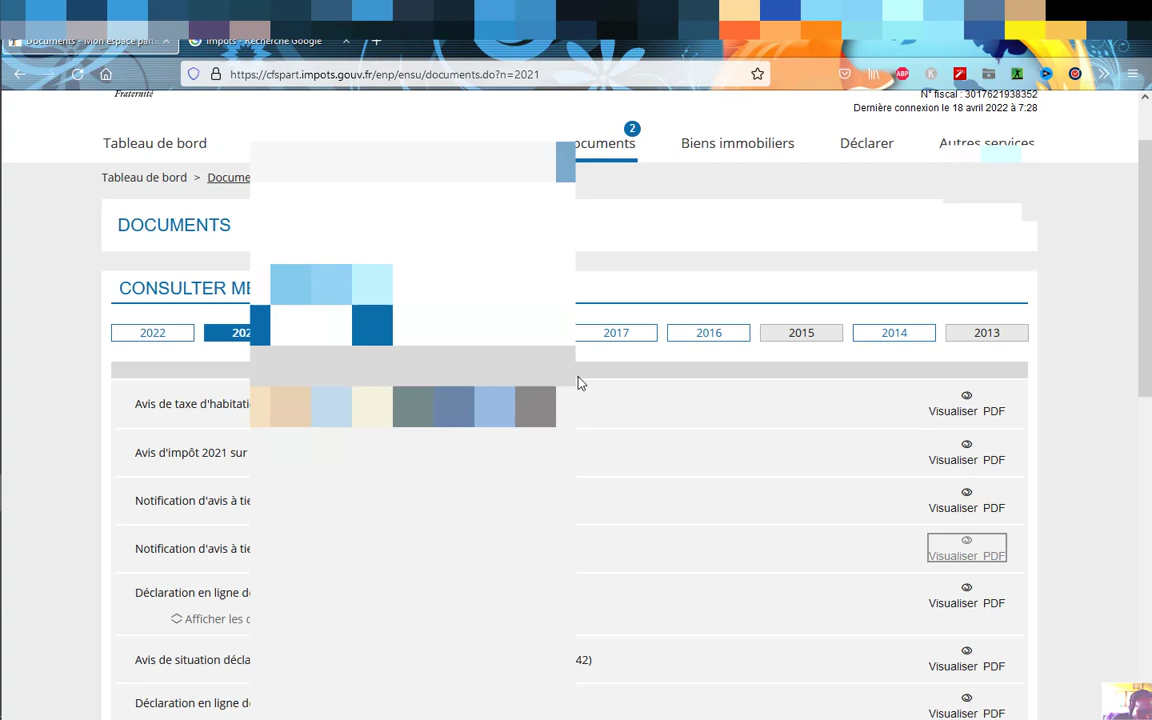 Documents - Mon espace part
Impots - Recherche Google
https://cfspart.impots.gouv.fr/enp/ensu/documents.do?n=2021
ABP
Fraternité
N° fiscal : 3017621938352
Dernière connexion le 18 avril 2022 à 7:28
Tableau de bord
ocuments 2
Biens immobiliers
Déclarer
Autres services
Tableau de bord > Docume
DOCUMENTS
CONSULTER ME
2022 202 2017 2016 2015 2014 2013
Avis de taxe d'habitati
Visualiser PDF
Avis d'impôt 2021 sur
Visualiser PDF
Notification d'avis à tie
Visualiser PDF
Notification d'avis à tie
Visualiser PDF
Déclaration en ligne de
Visualiser PDF
Afficher les d
Avis de situation décla 42)
Visualiser PDF
Déclaration en ligne de
Visualiser PDF